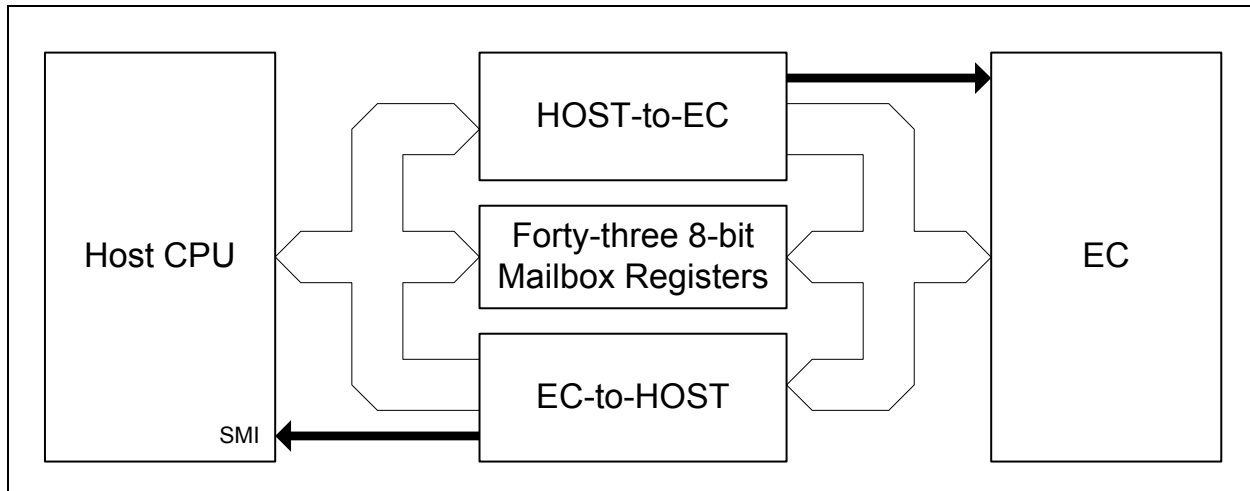 HOST-to-EC
Host CPU
Forty-three 8-bit
Mailbox Registers
EC
EC-to-HOST
SMI